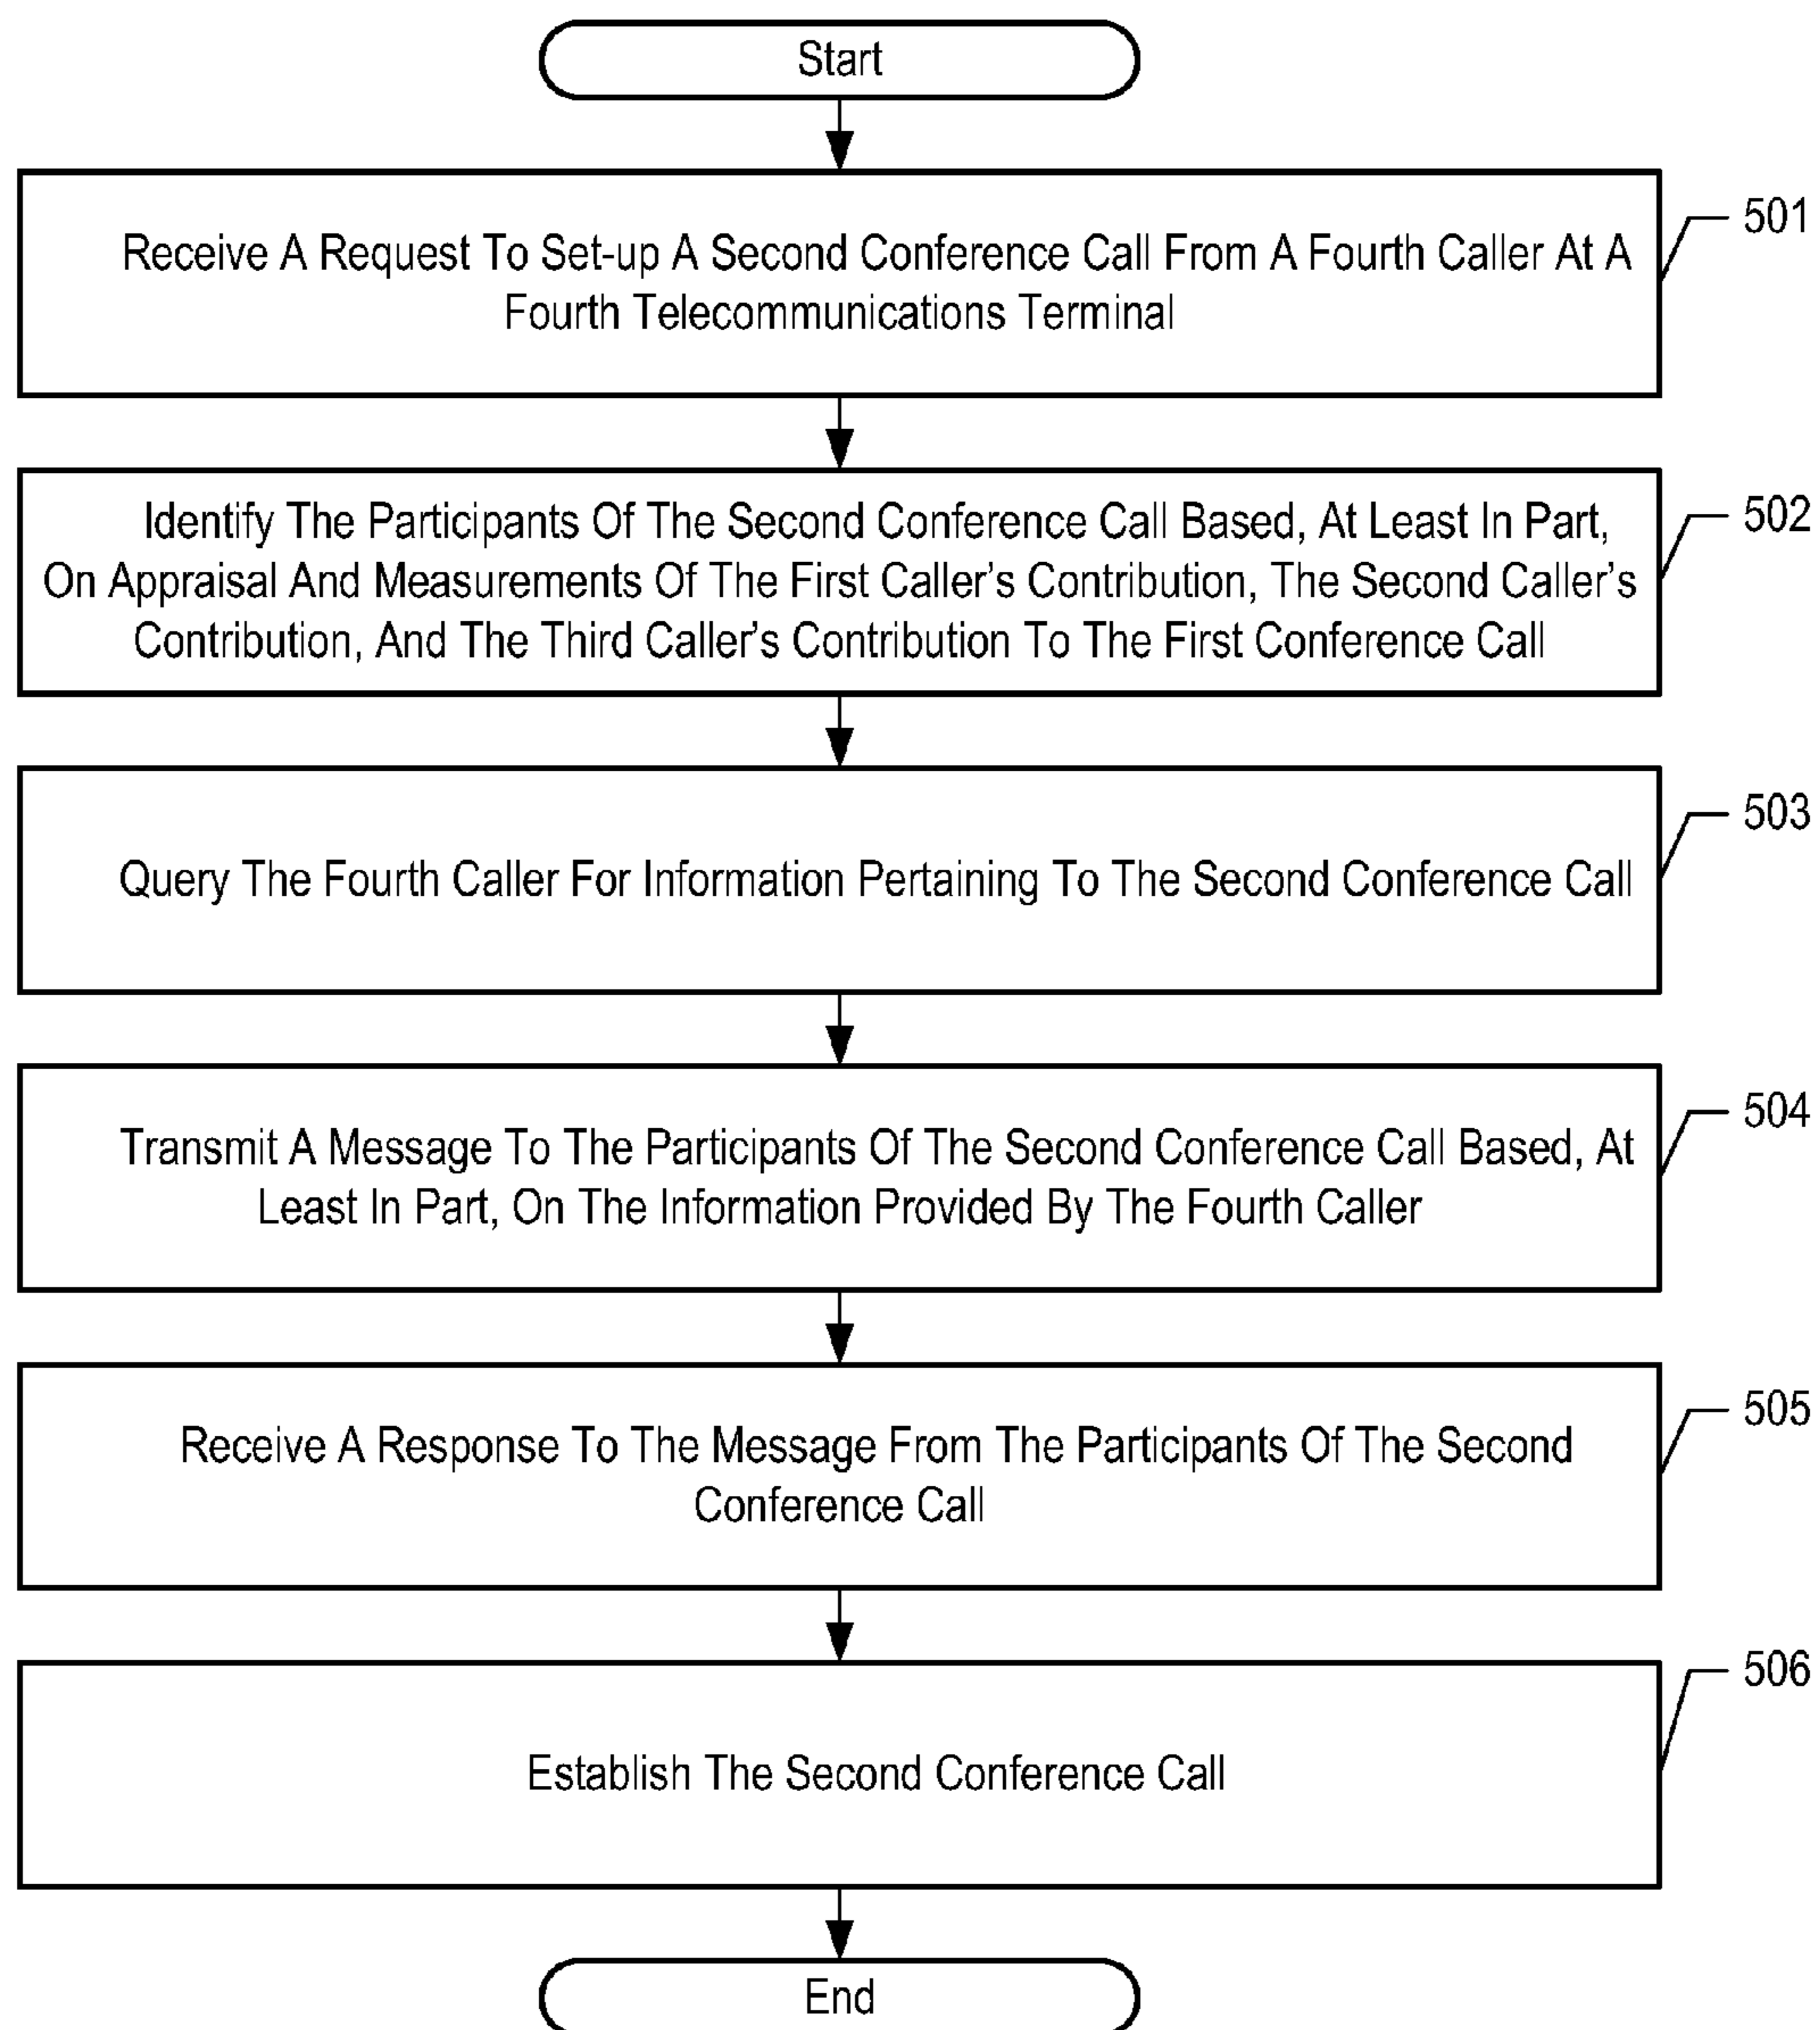 Start
501
Receive A Request To Set-up A Second Conference Call From A Fourth Caller At A
Fourth Telecommunications Terminal
502
Identify The Participants Of The Second Conference Call Based, At Least In Part,
On Appraisal And Measurements Of The First Caller's Contribution, The Second Caller's
Contribution, And The Third Caller's Contribution To The First Conference Call
503
Query The Fourth Caller For Information Pertaining To The Second Conference Call
504
Transmit A Message To The Participants Of The Second Conference Call Based, At
Least In Part, On The Information Provided By The Fourth Caller
505
Receive A Response To The Message From The Participants Of The Second
Conference Call
506
Establish The Second Conference Call
End